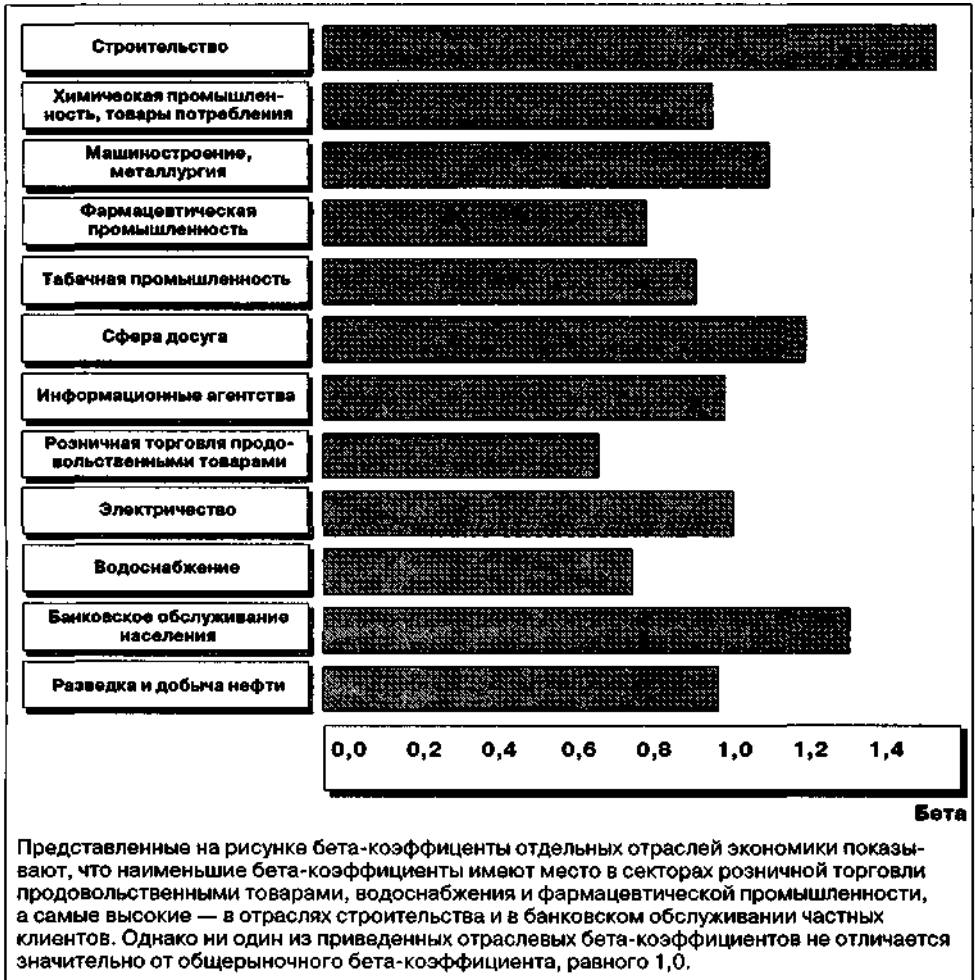 Строительство
Химическая промышлен-
ность, товары потребления
Машиностроение,
металлургия
Фармацевтическая
промышленность
Табачная промышленность
Сфера досуга
Информационные агентства
Розничная торговля продо-
вольственными товарами
Электричество
Водоснабжение
Банковское обслуживание
населения
Разведка и добыча нефти
0,0 0,2 0,4 0,6 0,8 1,0 1,2 1,4
Бета
Представленные на рисунке бета-коэффиценты отдельных отраслей экономики показы-
вают, что наименьшие бета-коэффициенты имеют место в секторах розничной торговли
продовольственными товарами, водоснабжения и фармацевтической промышленности,
а самые высокие — в отраслях строительства и в банковском обслуживании частных
клиентов. Однако ни один из приведенных отраслевых бета-коэффициентов не отличается
значительно от общерыночного бета-коэффициента, равного 1,0.